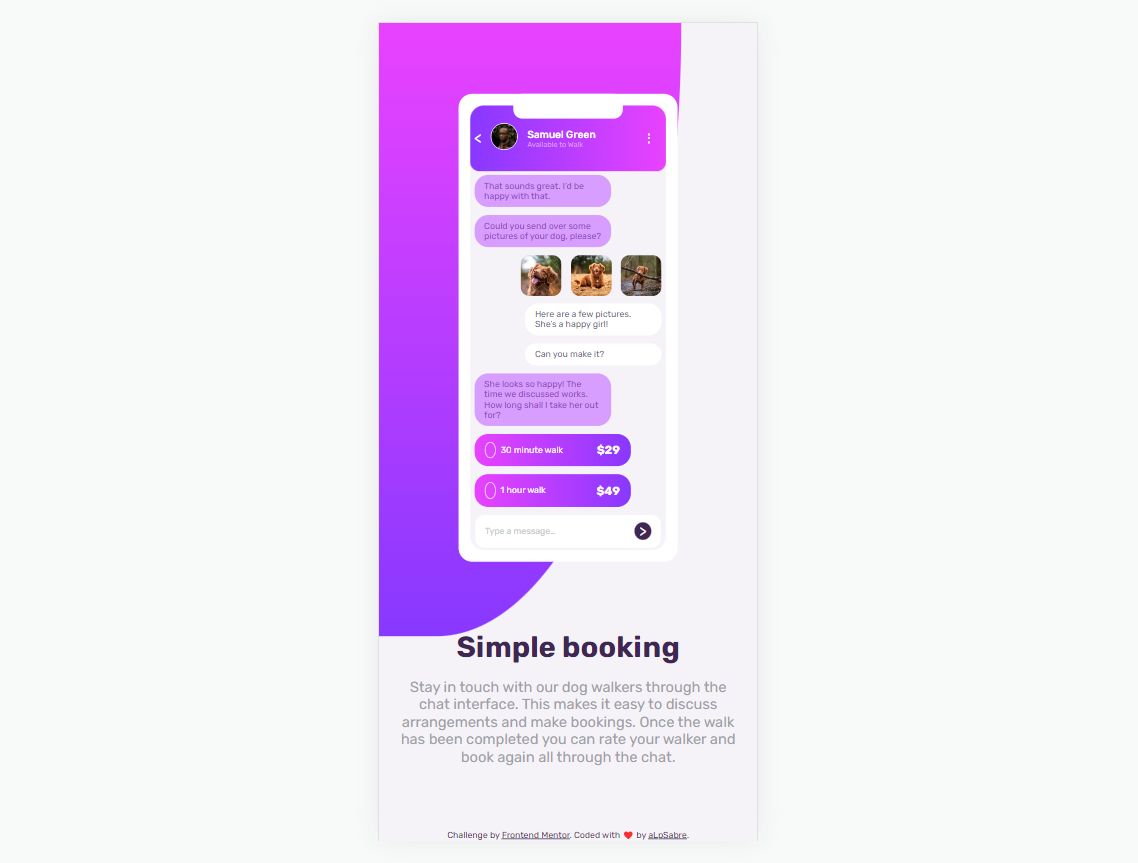 Samuel Green
Available to Walk
That sounds great. I'd be
happy with that.
Could you send over some
pictures of your dog, please?
Here are a few pictures.
She's a happy girl!
Can you make it?
She looks so happy! The
time we discussed works.
How long shall I take her out
for?
30 minute walk $29
1 hour walk $49
Type a message...
Simple booking
Stay in touch with our dog walkers through the
chat interface. This makes it easy to discuss
arrangements and make bookings. Once the walk
has been completed you can rate your walker and
book again all through the chat.
Challenge by Frontend Mentor. Coded with ❤️ by aLpSabre.